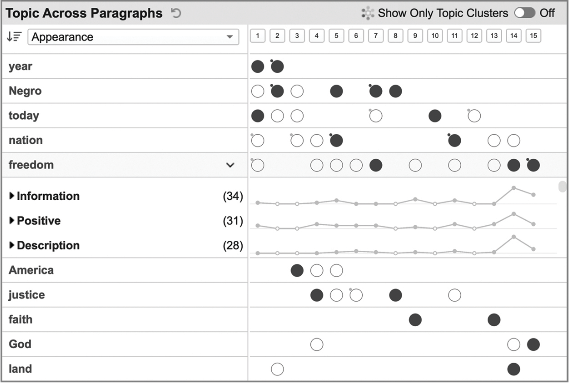 Topic Across Paragraphs Show Only Topic Clusters Off
Appearance 1 2 3 4 5 6 7 8 9 10 11 12 13 14 15
year
Negro
today
nation
freedom
Information (34)
Positive (31)
Description (28)
America
justice
faith
God
land